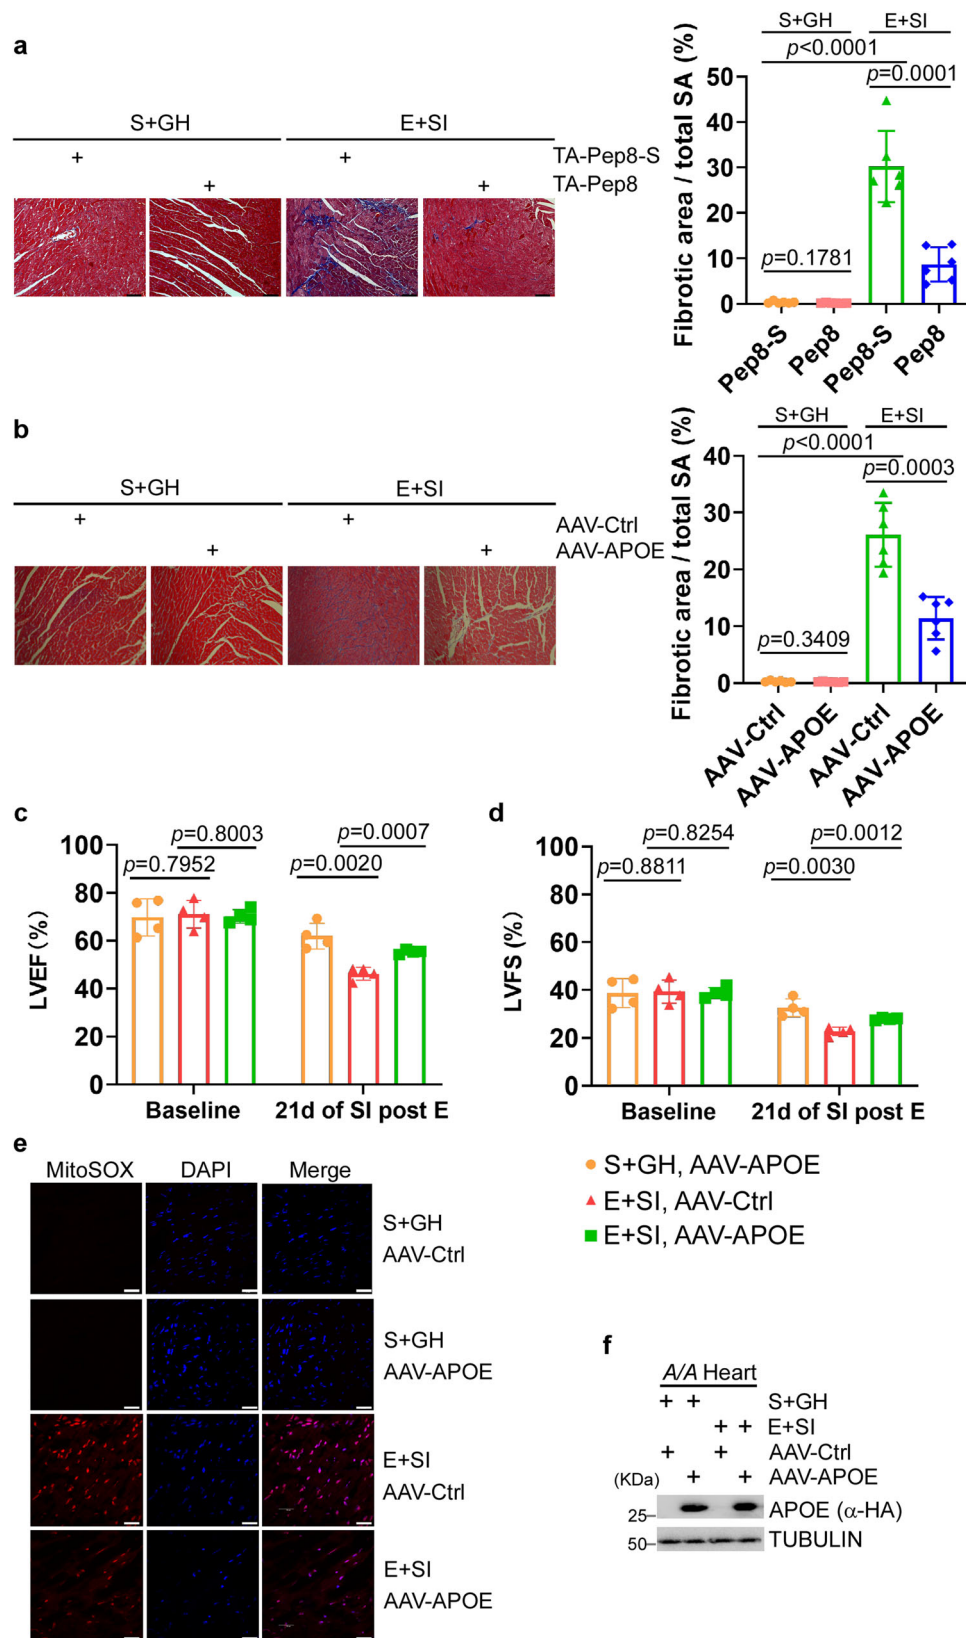 a
S+GH E+SI
+ + TA-Pep8-S
+ + TA-Pep8
Fibrotic area / total SA (%)
S+GH E+SI
p<0.0001
p=0.0001
p=0.1781
50
40
30
20
10
0
Pep8-S Pep8 Pep8-S Pep8
b
S+GH E+SI
+ + AAV-Ctrl
+ + AAV-APOE
Fibrotic area / total SA (%)
S+GH E+SI
p<0.0001
p=0.0003
p=0.3409
40
30
20
10
0
AAV-Ctrl AAV-APOE AAV-Ctrl AAV-APOE
c
LVEF (%)
p=0.8003 p=0.0007
p=0.7952 p=0.0020
100
80
60
40
20
0
Baseline 21d of SI post E
d
LVFS (%)
p=0.8254 p=0.0012
p=0.8811 p=0.0030
100
80
60
40
20
0
Baseline 21d of SI post E
S+GH, AAV-APOE
E+SI, AAV-Ctrl
E+SI, AAV-APOE
e
MitoSOX DAPI Merge
S+GH
AAV-Ctrl
S+GH
AAV-APOE
E+SI
AAV-Ctrl
E+SI
AAV-APOE
f
A/A Heart
+ + S+GH
+ + E+SI
+ + AAV-Ctrl
(KDa) + + AAV-APOE
25 APOE (α-HA)
50 TUBULIN